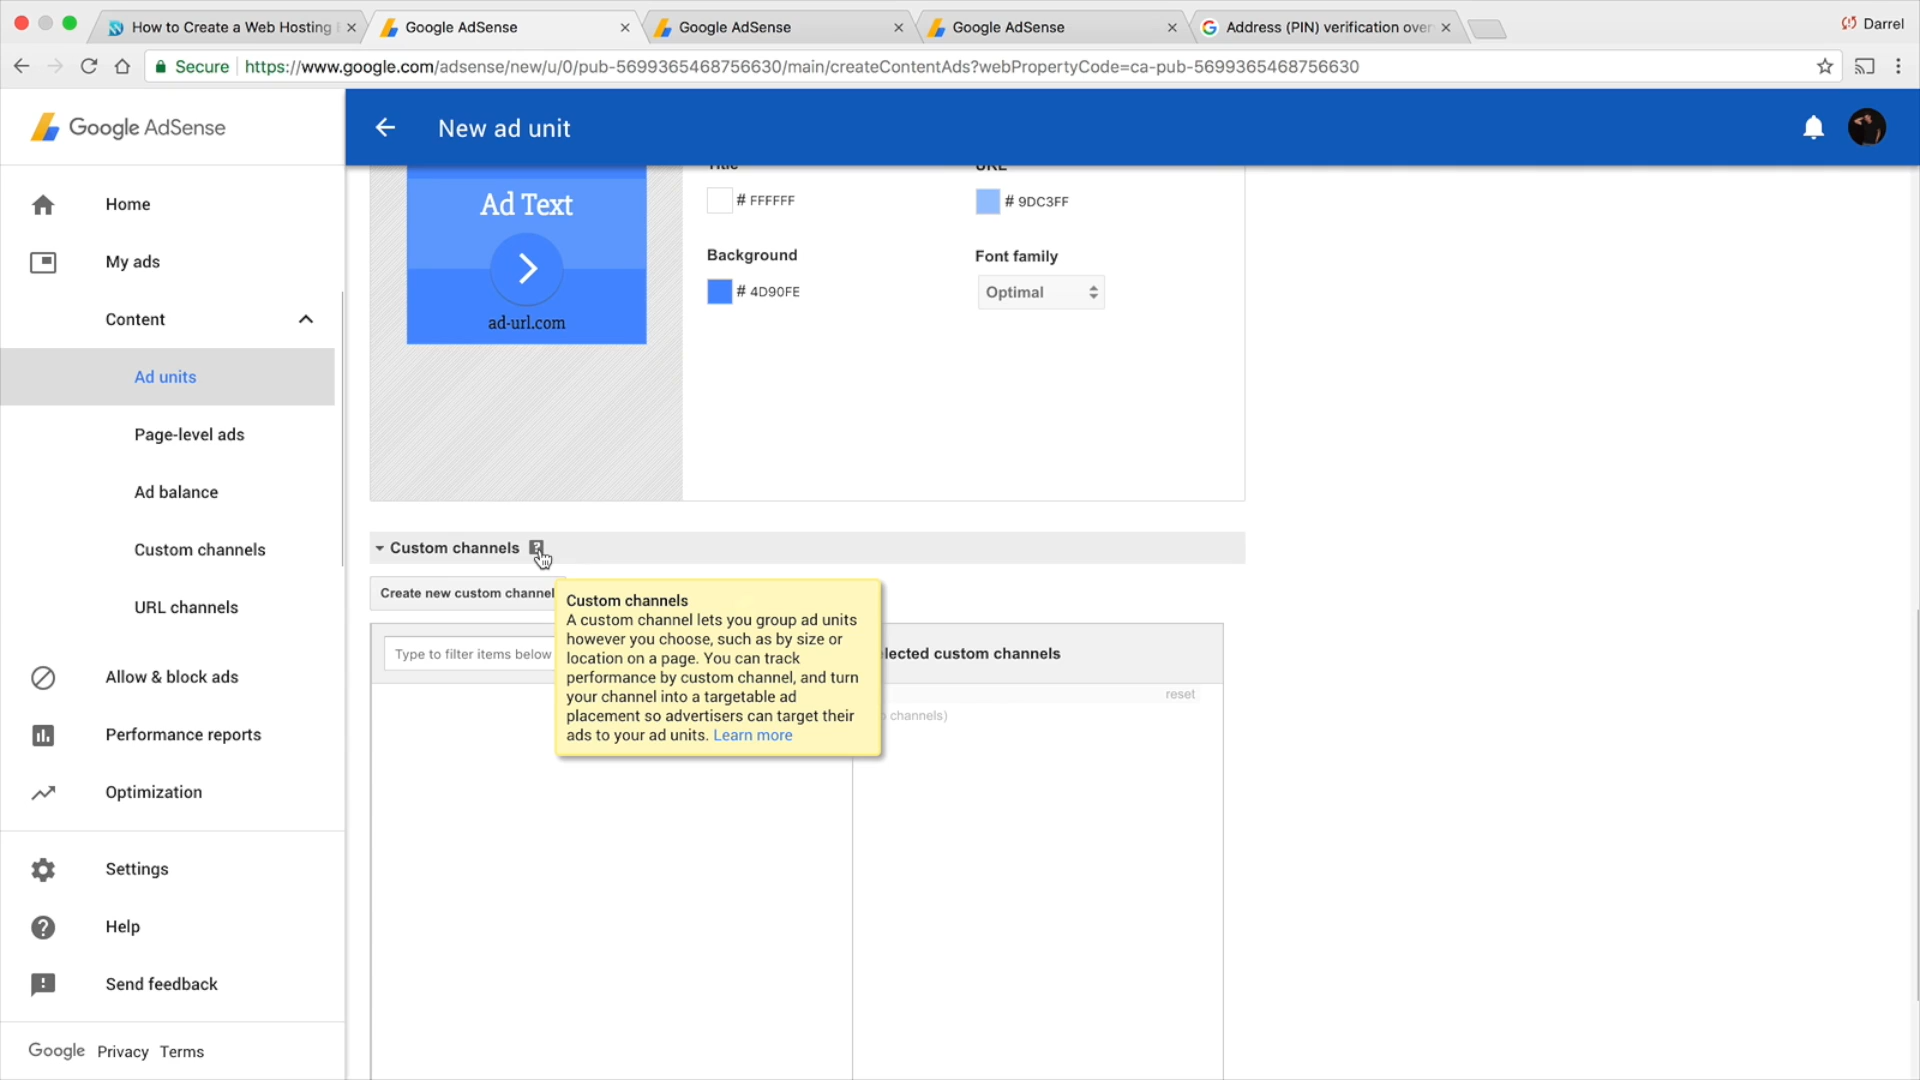 How to Create a Web Hosting
Google AdSense
Google AdSense
Google AdSense
Address (PIN) verification over
Darrel
Secure
https://www.google.com/adsense/new/u/0/pub-5699365468756630/main/createContentAds?webPropertyCode=ca-pub-5699365468756630
Google AdSense
New ad unit
Home
My ads
Content
Ad units
Page-level ads
Ad balance
Custom channels
URL channels
Allow & block ads
Performance reports
Optimization
Settings
Help
Send feedback
Google Privacy Terms
Ad Text
ad-url.com
Title
URL
# FFFFFF
# 9DC3FF
Background
Font family
# 4D90FE
Optimal
Custom channels ?
Create new custom channel
Type to filter items below
Custom channels
A custom channel lets you group ad units
however you choose, such as by size or
location on a page. You can track
performance by custom channel, and turn
your channel into a targetable ad
placement so advertisers can target their
ads to your ad units. Learn more
lected custom channels
reset
channels)